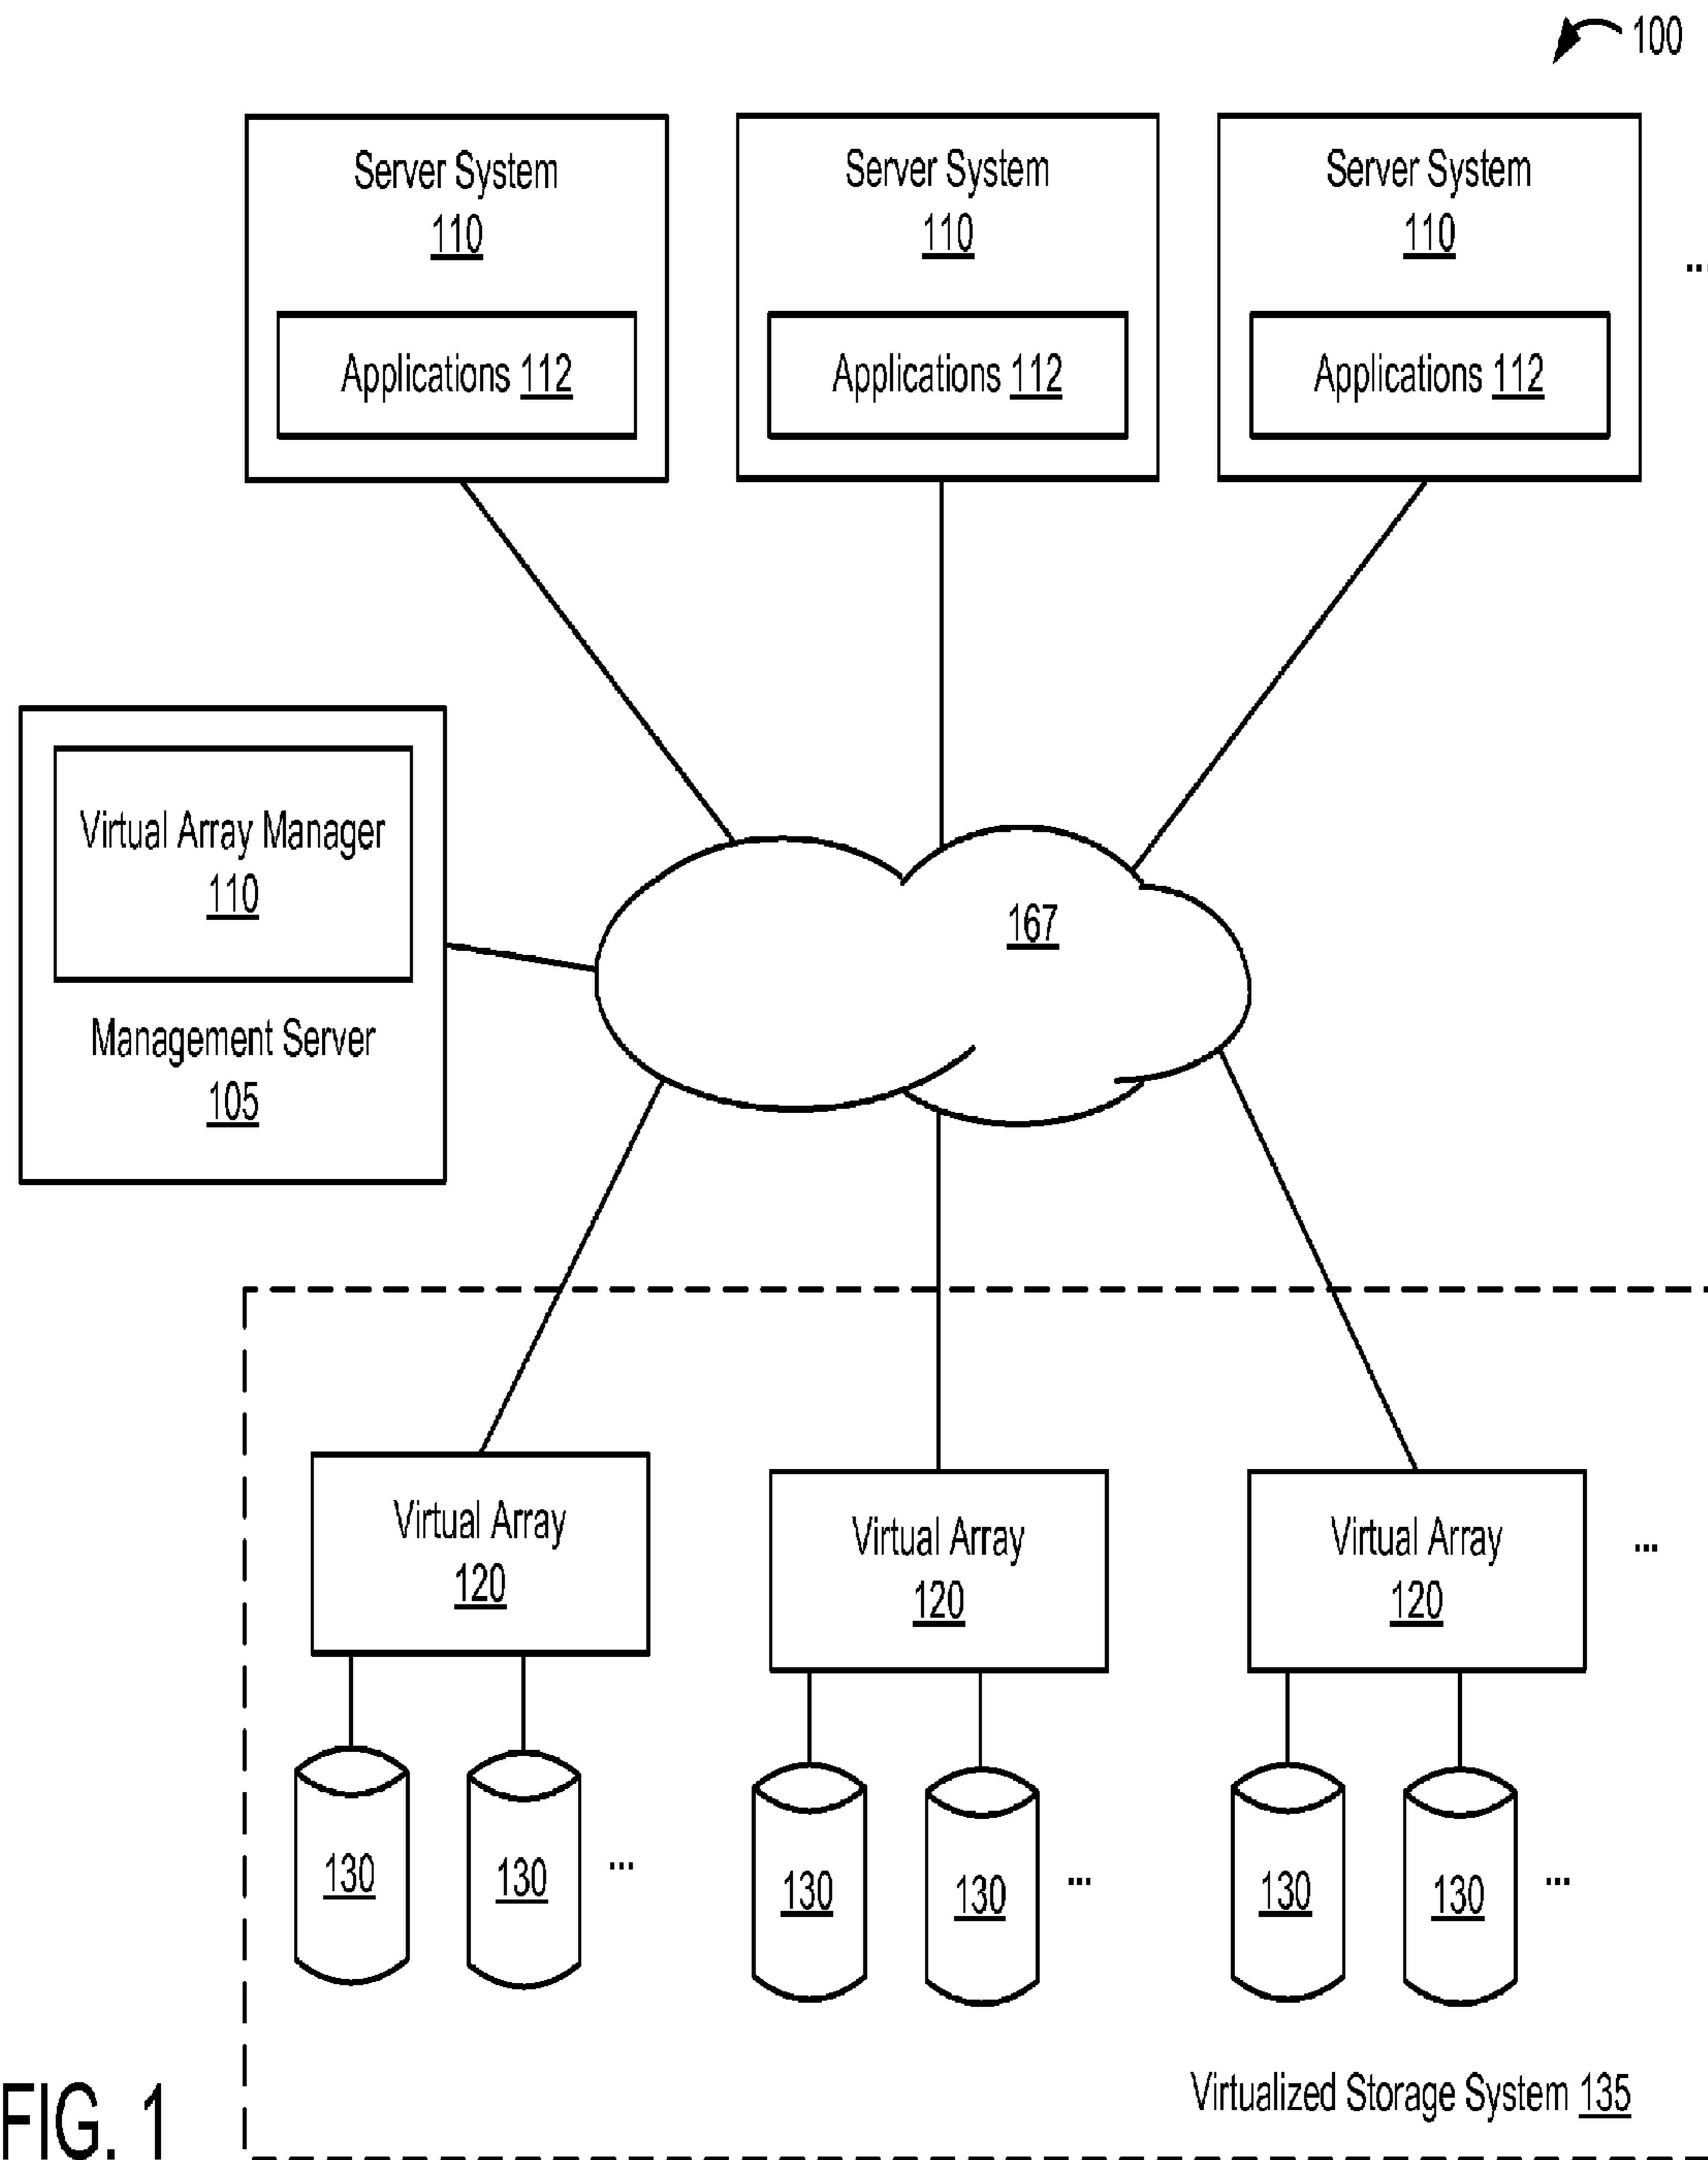 100
Server System
110
Applications 112
Server System
110
Applications 112
Server System
110
Applications 112
...
Virtual Array Manager
110
Management Server
105
167
Virtual Array
120
Virtual Array
120
Virtual Array
120
...
130
130
...
130
130
...
130
130
...
Virtualized Storage System 135
FIG. 1